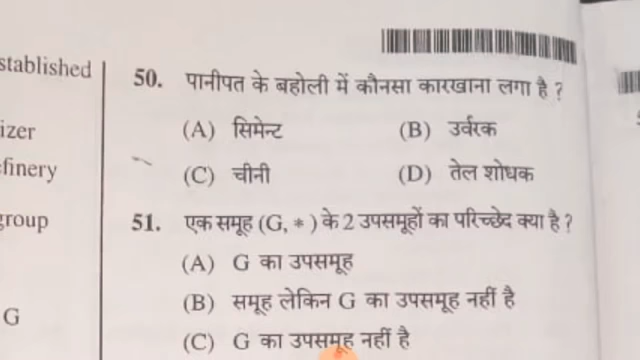 stablished
izer
finery
group
G
50. पानीपत के बहोली में कौनसा कारखाना लगा है ?
(A) सिमेन्ट (B) उर्वरक
(C) चीनी (D) तेल शोधक
51. एक समूह (G, * ) के 2 उपसमूहों का परिच्छेद क्या है ?
(A) G का उपसमूह
(B) समूह लेकिन G का उपसमूह नहीं है
(C) G का उपसमूह नहीं है